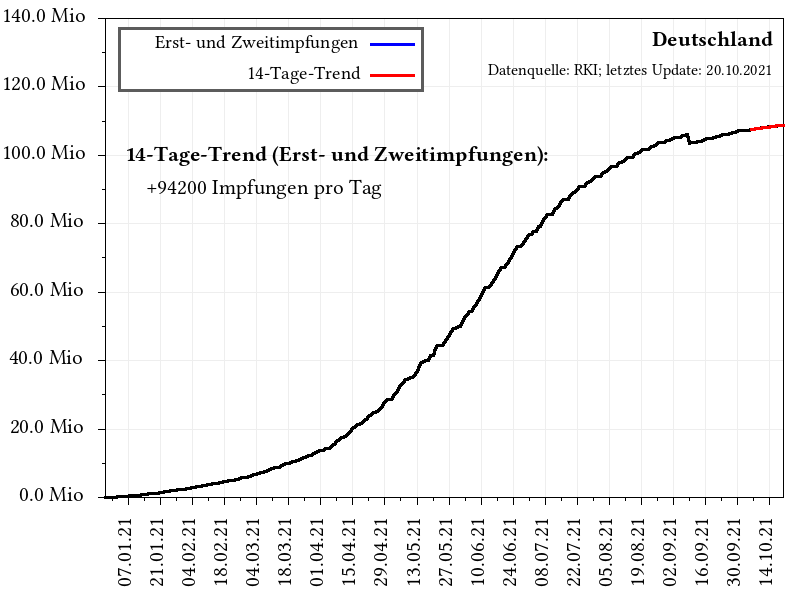 140.0 Mio
120.0 Mio
100.0 Mio
80.0 Mio
60.0 Mio
40.0 Mio
20.0 Mio
0.0 Mio
Erst- und Zweitimpfungen
14-Tage-Trend
Deutschland
Datenquelle: RKI; letztes Update: 20.10.2021
14-Tage-Trend (Erst- und Zweitimpfungen):
+94200 Impfungen pro Tag
07.01.21
21.01.21
04.02.21
18.02.21
04.03.21
18.03.21
01.04.21
15.04.21
29.04.21
13.05.21
27.05.21
10.06.21
24.06.21
08.07.21
22.07.21
05.08.21
19.08.21
02.09.21
16.09.21
30.09.21
14.10.21